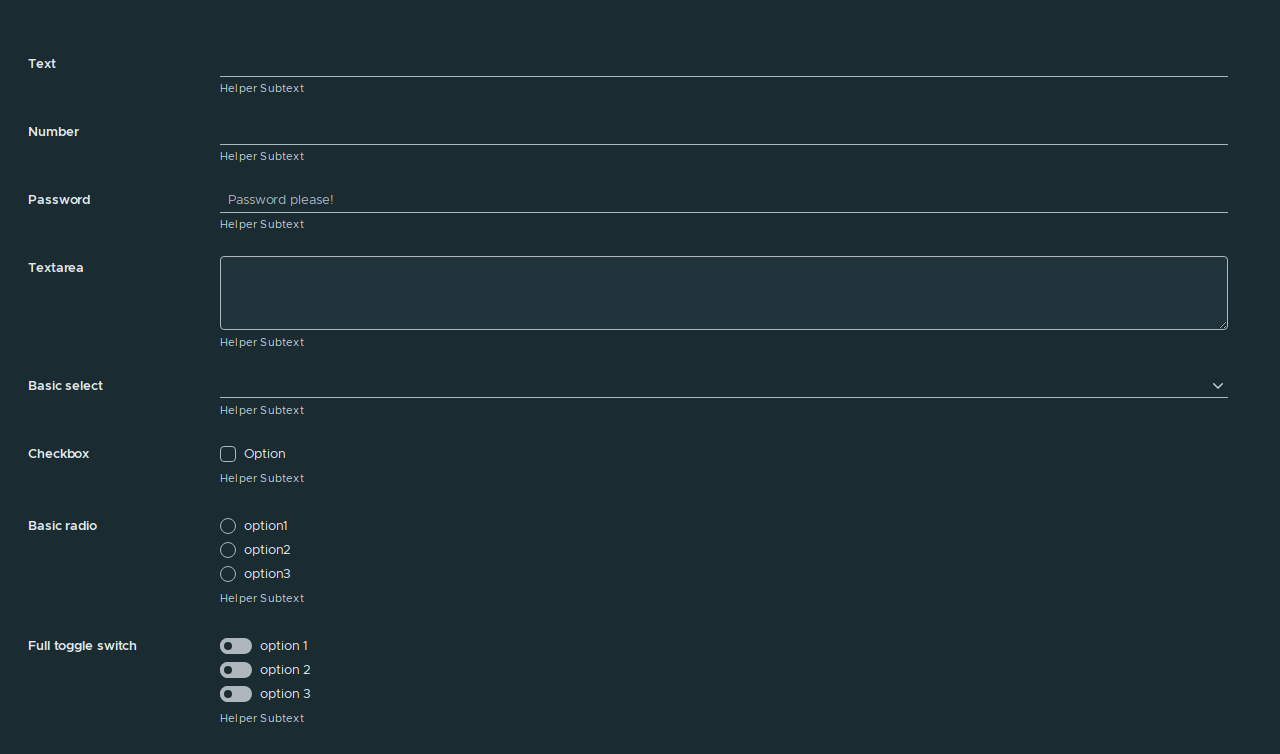 Text
Helper Subtext
Number
Helper Subtext
Password Password please!
Helper Subtext
Textarea
Helper Subtext
Basic select
Helper Subtext
Checkbox Option
Helper Subtext
Basic radio option1
option2
option3
Helper Subtext
Full toggle switch option 1
option 2
option 3
Helper Subtext